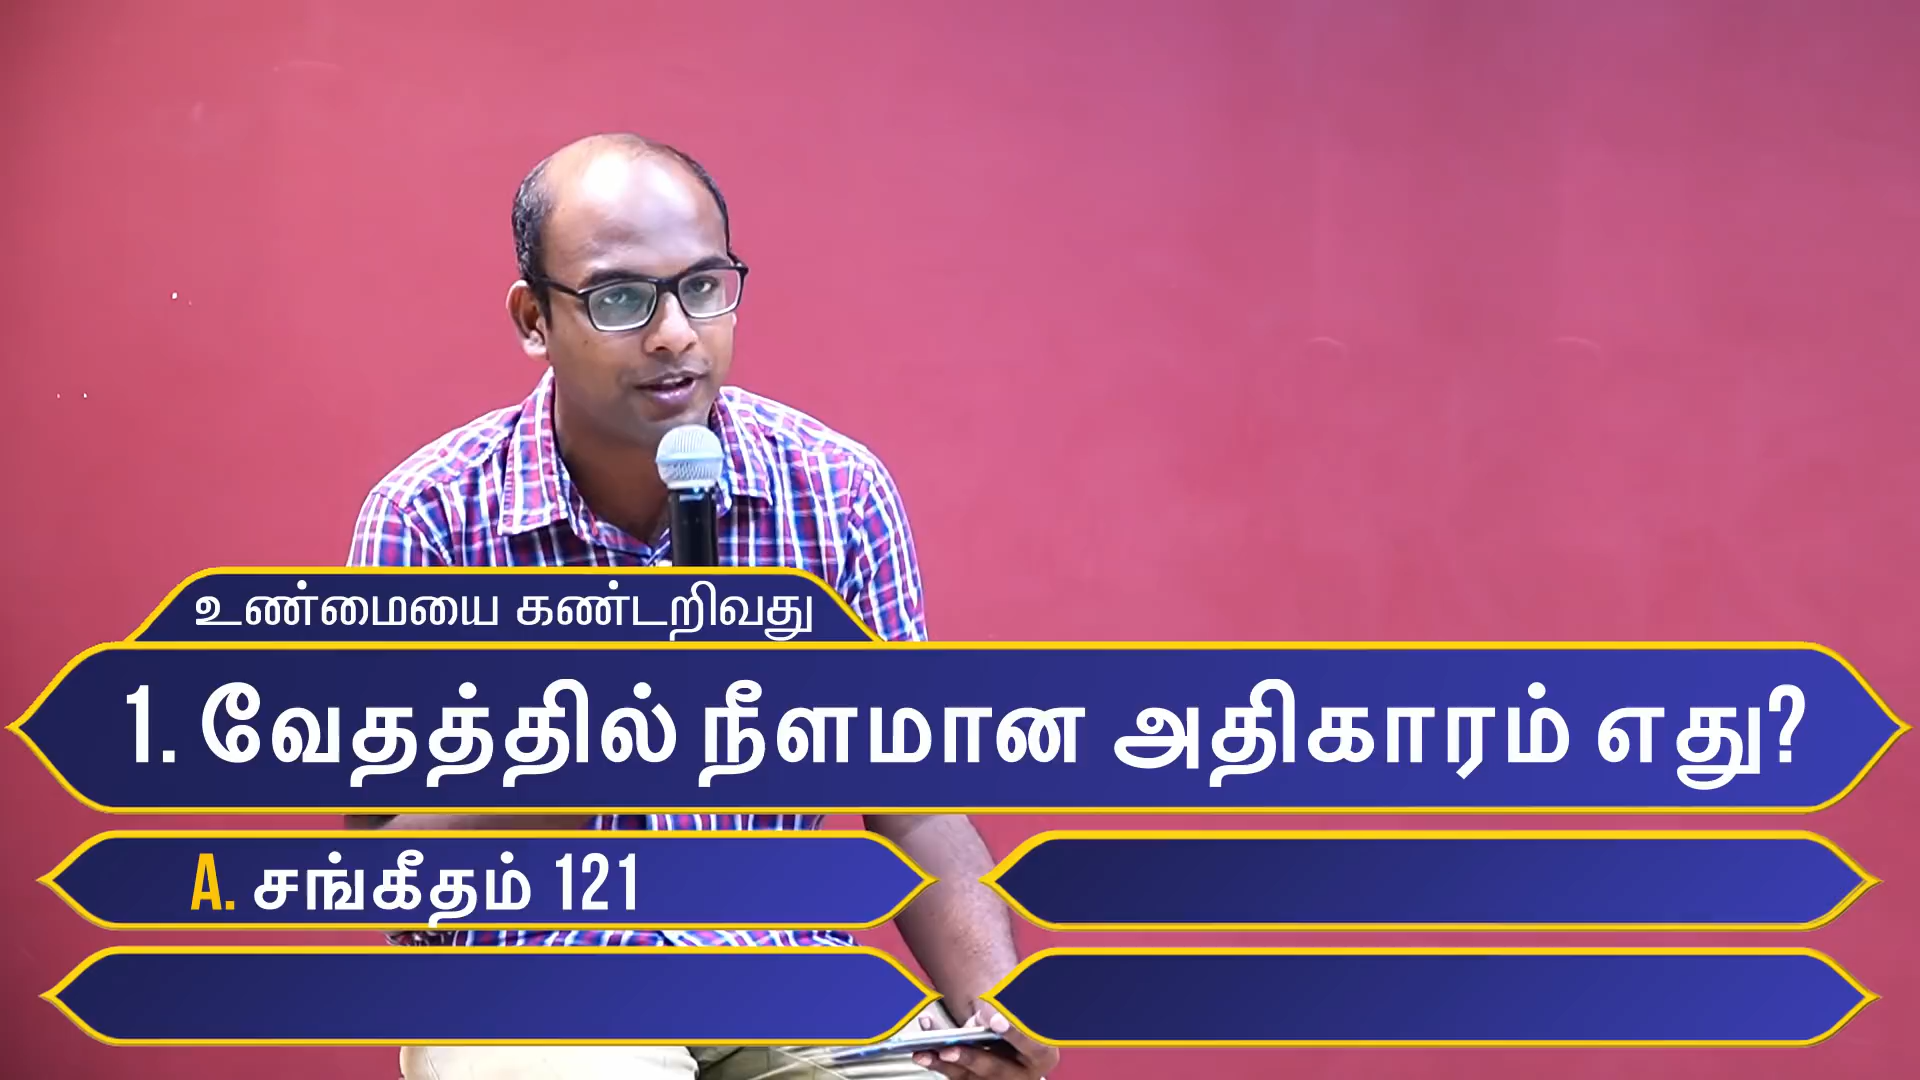 உண்மையை கண்டறிவது
1. வேதத்தில் நீளமான அதிகாரம் எது?
A. சங்கீதம் 121